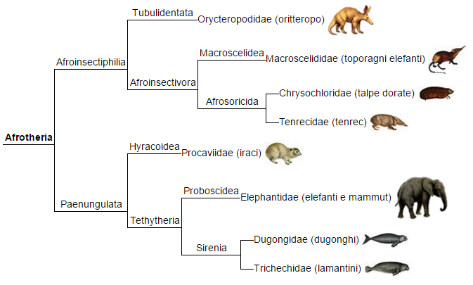 Tubulidentata
Orycteropodidae (oritteropo)
Afroinsectiphilia
Macroscelidea
Macroscelididae (toporagni elefanti)
Afroinsectivora
Chrysochloridae (talpe dorate)
Afrosoricida
Tenrecidae (tenrec)
Afrotheria
Hyracoidea
Procaviidae (iraci)
Paenungulata
Proboscidea
Elephantidae (elefanti e mammut)
Tethytheria
Dugongidae (dugonghi)
Sirenia
Trichechidae (lamantini)